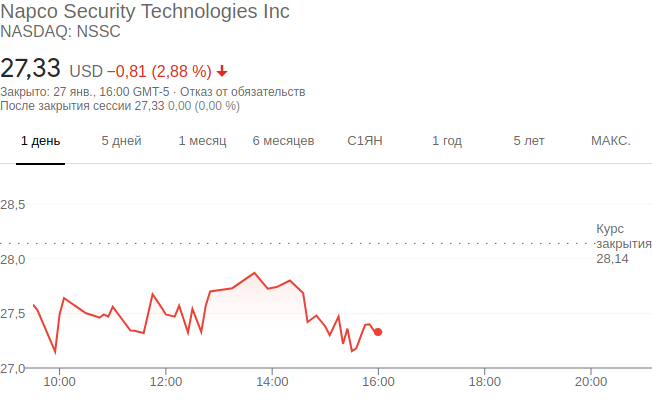 Napco Security Technologies Inc
NASDAQ: NSSC
27,33 USD −0,81 (2,88 %)
Закрыто: 27 янв., 16:00 GMT-5 · Отказ от обязательств
После закрытия сессии 27,33 0,00 (0,00 %)
1 день 5 дней 1 месяц 6 месяцев С1ЯН 1 год 5 лет МАКС.
28,5
Курс
закрытия
28,14
28,0
27,5
27,0
10:00 12:00 14:00 16:00 18:00 20:00